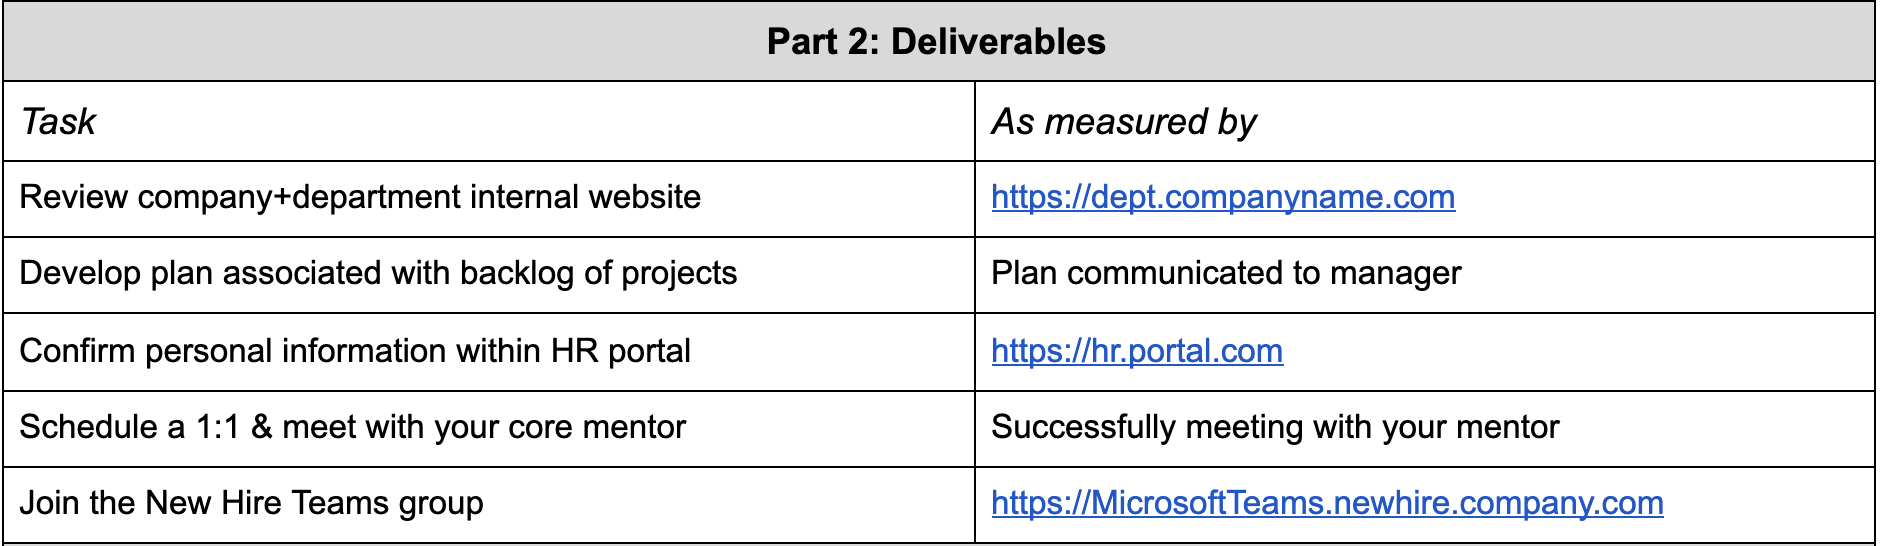 Part 2: Deliverables
Task
As measured by
Review company+department internal website
https://dept.companyname.com
Develop plan associated with backlog of projects
Plan communicated to manager
Confirm personal information within HR portal
https://hr.portal.com
Schedule a 1:1 & meet with your core mentor
Successfully meeting with your mentor
Join the New Hire Teams group
https://MicrosoftTeams.newhire.company.com